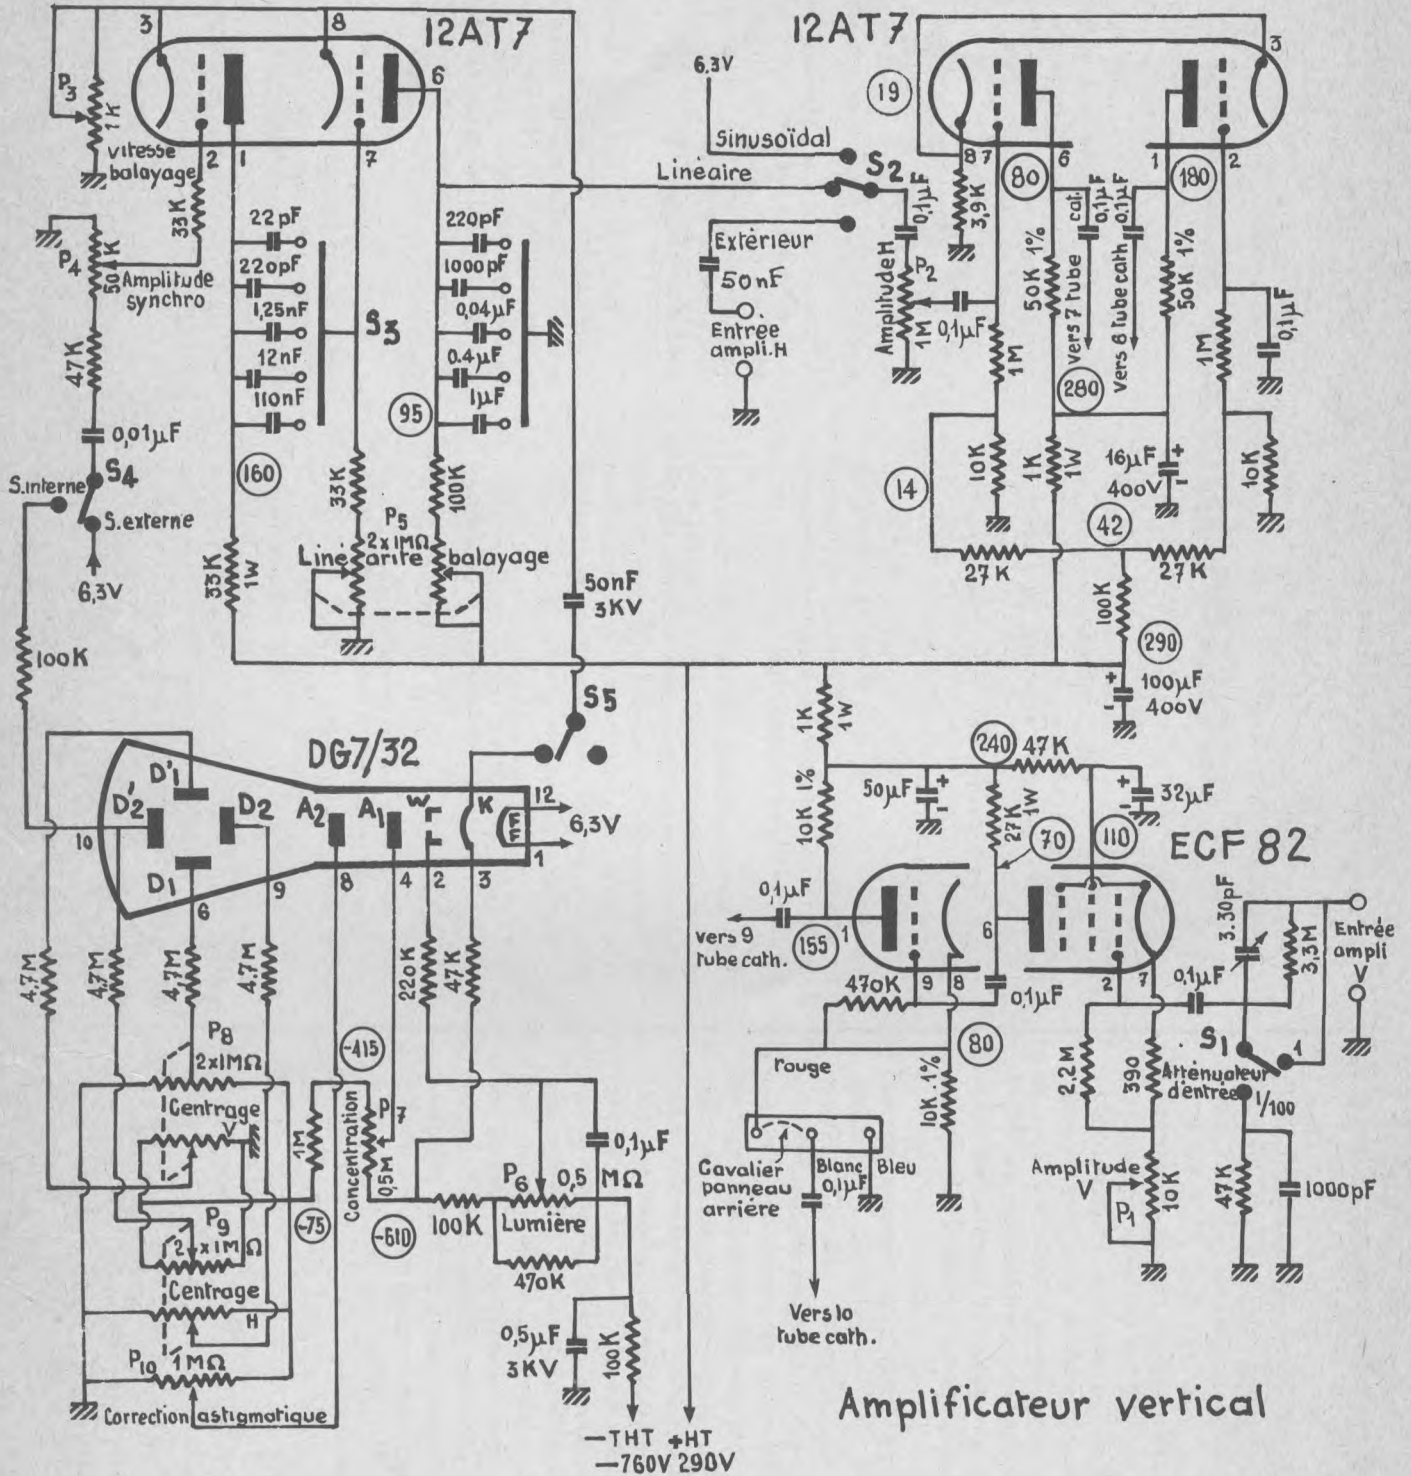 12AT7
3
8
6
P3
1K
vitesse
balayage
2
1
7
33K
P4
50K
Amplitude
synchro
47K
0,01µF
S4
S.interne
S.externe
6,3V
100K
22pF
220pF
1,25nF
12nF
110nF
S3
160
33K
1W
220pF
1000pf
0,04µF
0.4µF
1µF
95
33K
100K
P5
2x1MΩ
Linéarite
balayage
50nF
3KV
S5
12AT7
3
6.3V
19
Sinusoïdal
Linéaire
S2
Extérieur
50nF
Entrée
ampli.H
0,1µF
Amplitude H
P2
1M
0,1µF
8
7
80
6
1
180
2
3,9K
cat.
0,1µF
0,1µF
50K 1%
vers 7 tube
vers 8 tube cath
50K 1%
0,1µF
1M
1M
280
14
10K
1K
1W
16µF
400V
+
-
10K
42
27K
27K
100K
290
+
-
100µF
400V
DG7/32
D'1
D'2
D2
D1
A2
A1
W
K
F
F
12
6,3V
1
10
6
9
8
4
2
3
4,7M
4,7M
4,7M
4,7M
220K
47K
-415
P8
2x1MΩ
Centrage
V
1M
Concentration
P7
0,5M
-75
-610
100K
P6
0,5 MΩ
Lumière
0,1µF
470K
P9
2x1MΩ
Centrage
H
P10
1MΩ
Correction astigmatique
0,5µF
3KV
100K
—THT +HT
—760V 290V
1K
1W
240
47K
10K 1%
50µF
+
-
27K
1W
+
-
32µF
70
110
ECF 82
0,1µF
vers 9
tube cath.
155
1
9
8
6
2
7
470K
0,1µF
0,1µF
3.30pF
3,3M
Entrée
ampli
V
80
rouge
10K.1%
2,2M
390
S1
1
Atténuateur
d'entrée
1/100
Cavalier
panneau
arrière
Blanc
Bleu
0,1µF
Amplitude
V
P1
10K
47K
1000pF
Vers 10
tube cath.
Amplificateur vertical